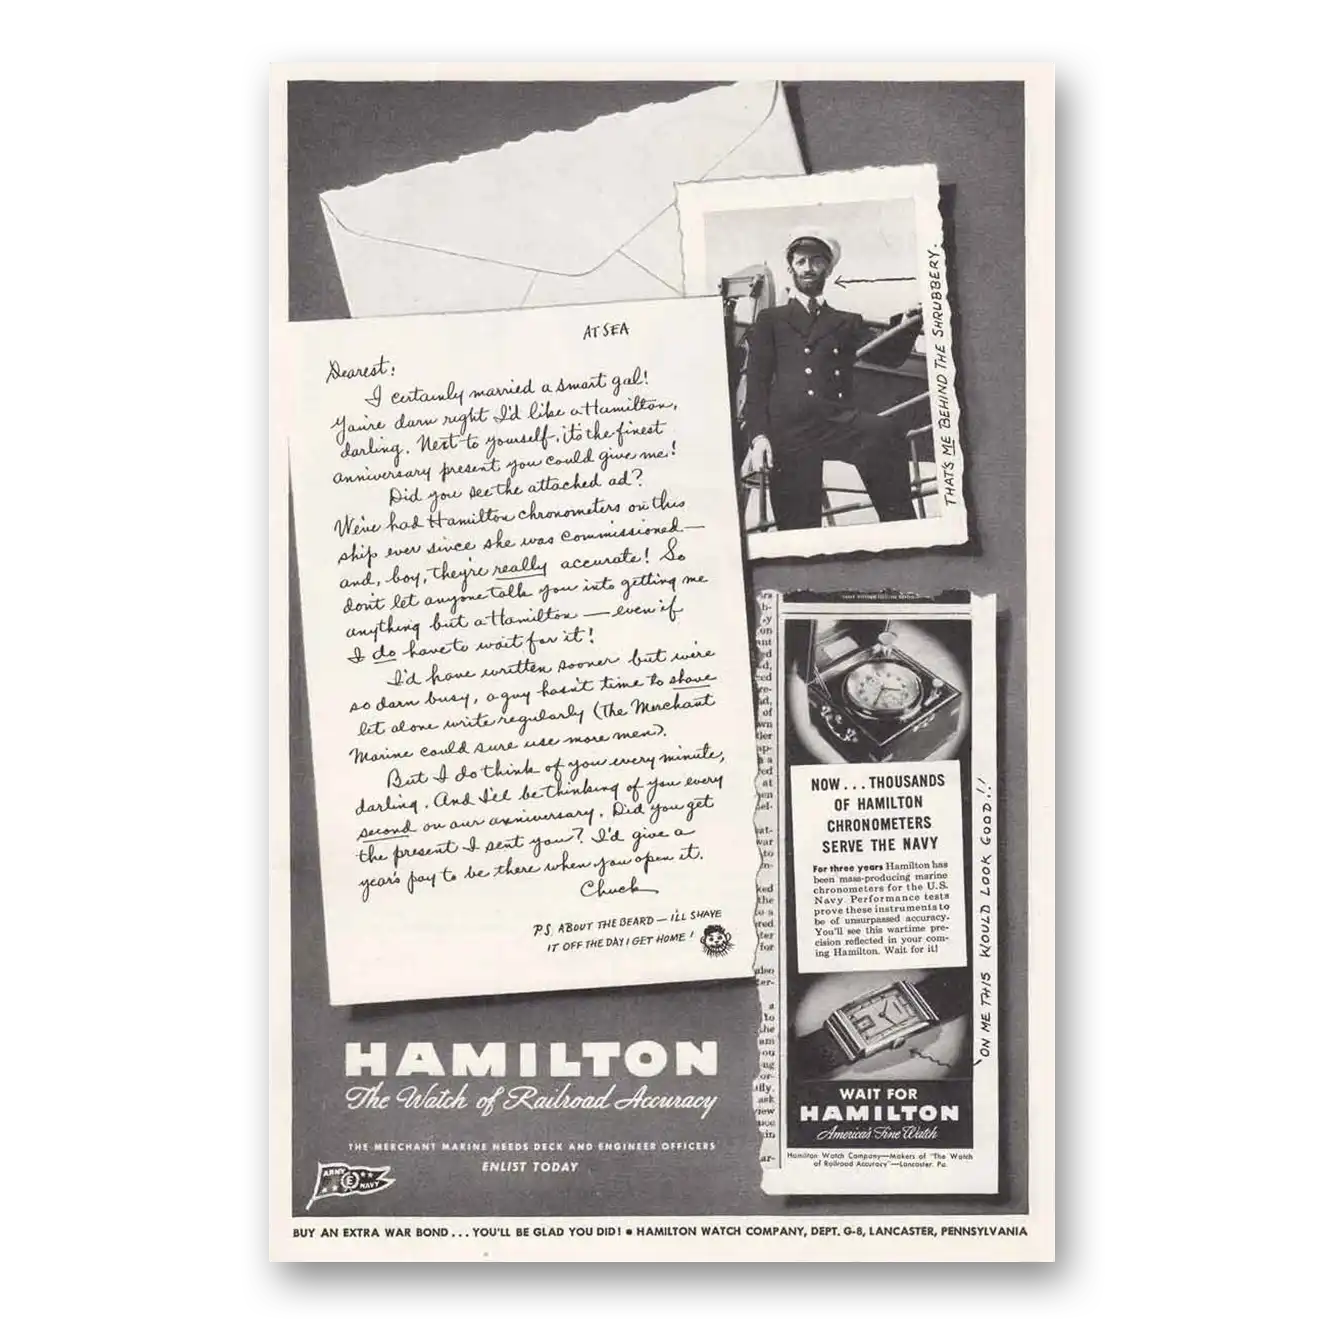 AT SEA
Dearest:
I certainly married a smart gal!
You're darn right I'd like a Hamilton,
darling. Next to yourself, it's the finest
anniversary present you could give me!
Did you see the attached ad?
We've had Hamilton chronometers on this
ship ever since she was commissioned—
and, boy, they're really accurate! So
don't let anyone talk you into getting me
anything but a Hamilton — even if
I do have to wait for it!
I'd have written sooner but we're
so darn busy, a guy hasn't time to shave
let alone write regularly (The Merchant
Marine could sure use more men).
But I do think of you every minute,
darling. And I'll be thinking of you every
second on our anniversary. Did you get
the present I sent you? I'd give a
year's pay to be there when you open it.
Chuck
P.S. ABOUT THE BEARD — I'LL SHAVE
IT OFF THE DAY I GET HOME!
THAT'S ME BEHIND THE SHRUBBERY.
NOW...THOUSANDS
OF HAMILTON
CHRONOMETERS
SERVE THE NAVY
For three years Hamilton has
been mass-producing marine
chronometers for the U.S.
Navy Performance tests
prove these instruments to
be of unsurpassed accuracy.
You'll see this wartime pre-
cision reflected in your com-
ing Hamilton. Wait for it!
ON ME THIS WOULD LOOK GOOD!!
WAIT FOR
HAMILTON
America's Fine Watch
Hamilton Watch Company—Makers of "The Watch
of Railroad Accuracy"—Lancaster, Pa.
HAMILTON
The Watch of Railroad Accuracy
THE MERCHANT MARINE NEEDS DECK AND ENGINEER OFFICERS
ENLIST TODAY
ARMY E NAVY
BUY AN EXTRA WAR BOND...YOU'LL BE GLAD YOU DID! • HAMILTON WATCH COMPANY, DEPT. G-8, LANCASTER, PENNSYLVANIA